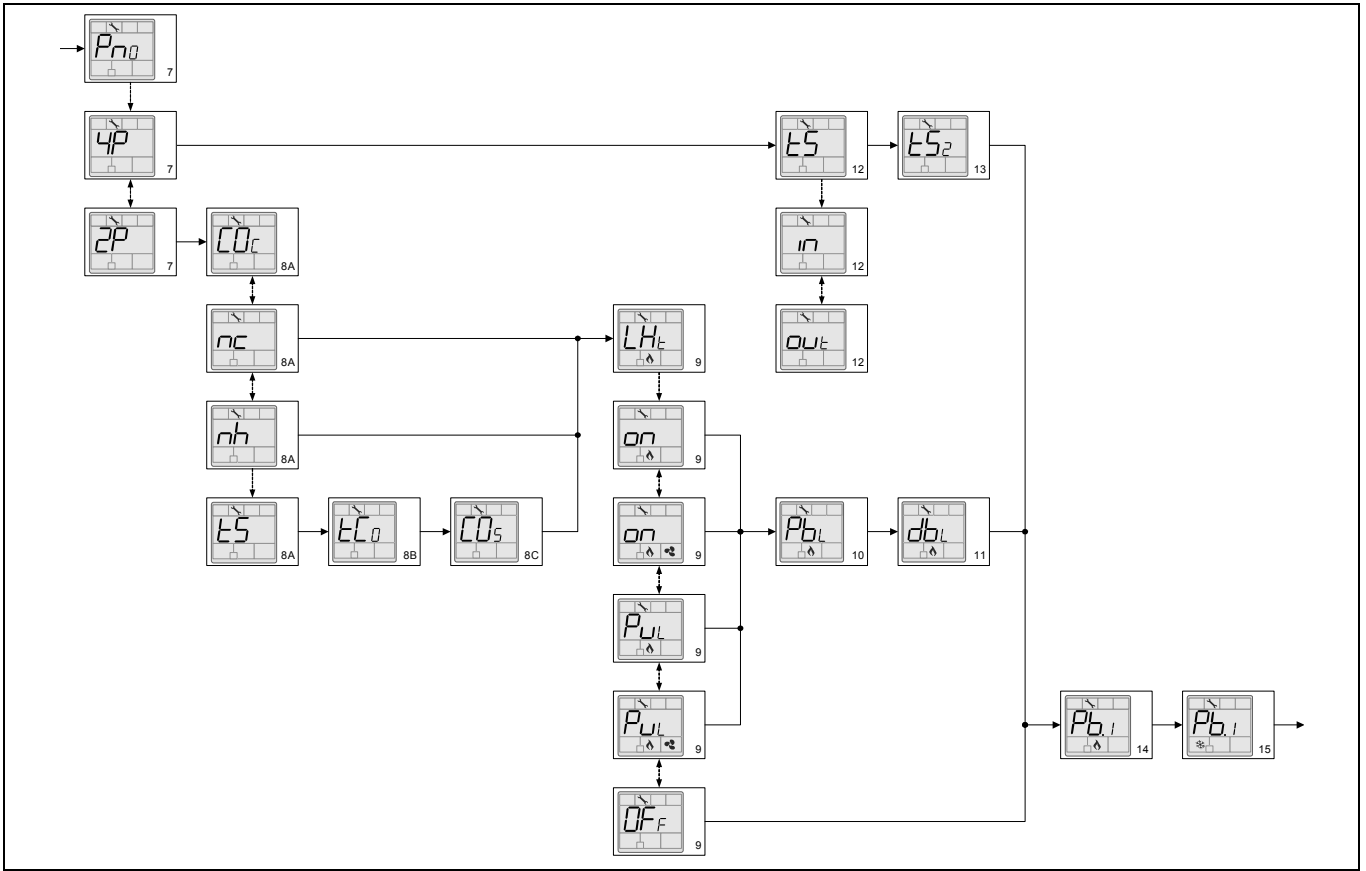 Pn0
7
4P
7
tS
12
tS2
13
2P
7
COc
8A
in
12
nc
8A
LHt
9
out
12
nh
8A
on
9
tS
8A
tCO
8B
COs
8C
on
9
PbL
10
dbL
11
PuL
9
PuL
9
Pb.1
14
Pb.1
15
OFF
9